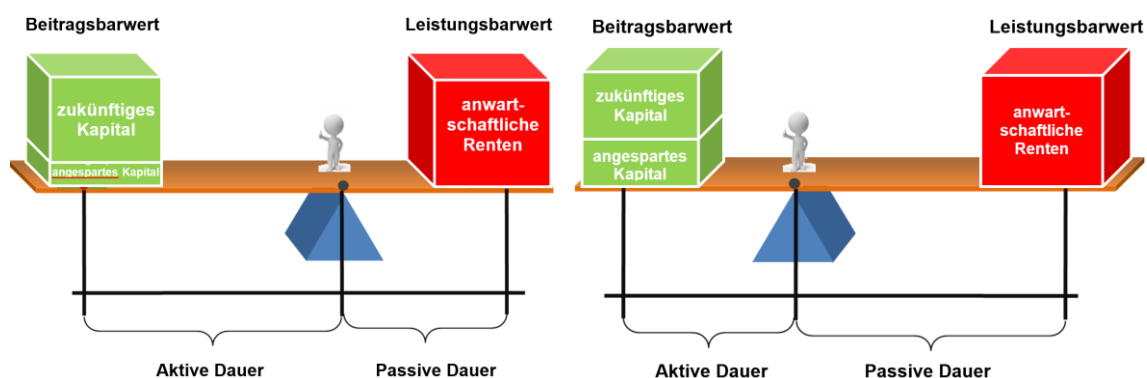 Beitragsbarwert
Leistungsbarwert
zukünftiges
Kapital
angespartes Kapital
anwart-
schaftliche
Renten
Aktive Dauer
Passive Dauer
Beitragsbarwert
Leistungsbarwert
zukünftiges
Kapital
angespartes
Kapital
anwart-
schaftliche
Renten
Aktive Dauer
Passive Dauer